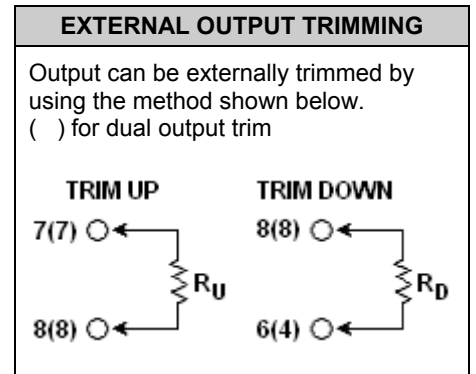 EXTERNAL OUTPUT TRIMMING
Output can be externally trimmed by
using the method shown below.
( ) for dual output trim
TRIM UP TRIM DOWN
7(7) 8(8)
RU RD
8(8) 6(4)